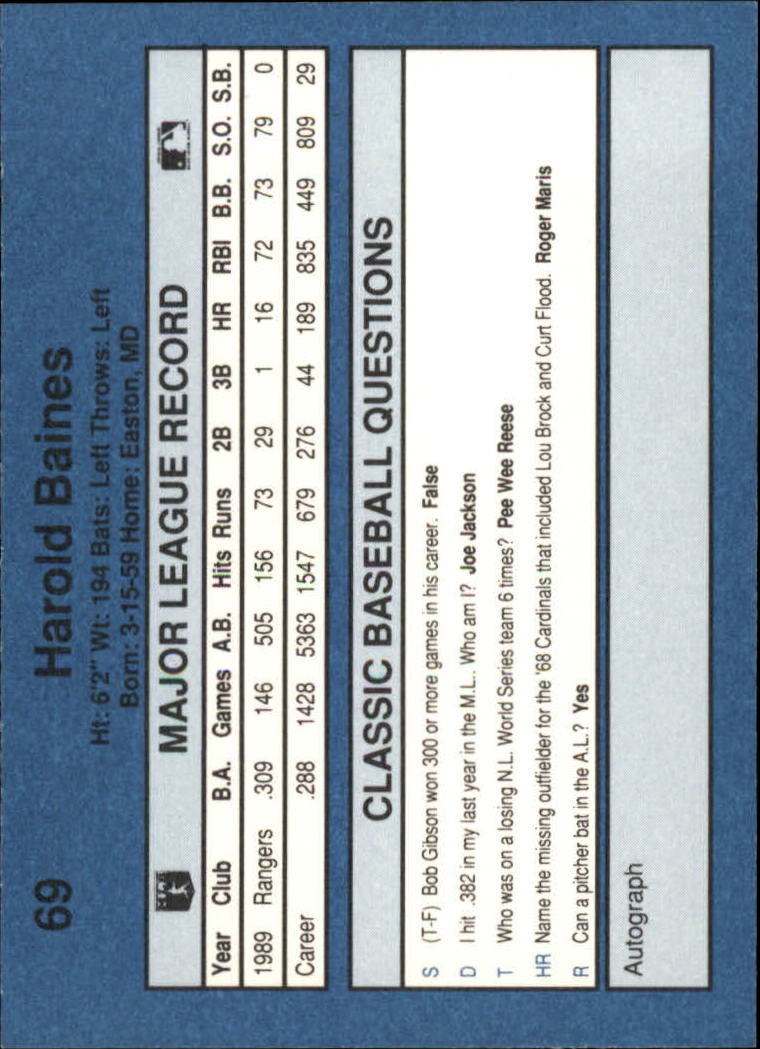 69 Harold Baines
Ht: 6'2" Wt: 194 Bats: Left Throws: Left
Born: 3-15-59 Home: Easton, MD
MAJOR LEAGUE RECORD
Year Club B.A. Games A.B. Hits Runs 2B 3B HR RBI B.B. S.O. S.B.
1989 Rangers .309 146 505 156 73 29 1 16 72 73 79 0
Career .288 1428 5363 1547 679 276 44 189 835 449 809 29
CLASSIC BASEBALL QUESTIONS
S (T-F) Bob Gibson won 300 or more games in his career. False
D I hit .382 in my last year in the M.L.. Who am I? Joe Jackson
T Who was on a losing N.L. World Series team 6 times? Pee Wee Reese
HR Name the missing outfielder for the '68 Cardinals that included Lou Brock and Curt Flood. Roger Maris
R Can a pitcher bat in the A.L.? Yes
Autograph